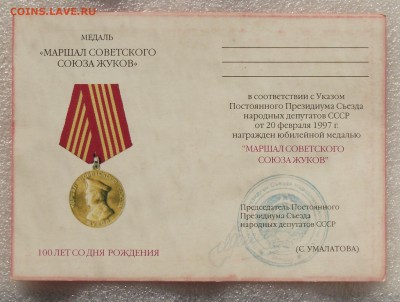 COINS.LAVE.RU
МЕДАЛЬ
«МАРШАЛ СОВЕТСКОГО
СОЮЗА ЖУКОВ»
100 ЛЕТ СО ДНЯ РОЖДЕНИЯ
в соответствии с Указом
Постоянного Президиума Съезда
народных депутатов СССР
от 20 февраля 1997 г.
награжден юбилейной медалью
"МАРШАЛ СОВЕТСКОГО
СОЮЗА ЖУКОВ"
Председатель Постоянного
Президиума Съезда
народных депутатов СССР
(С. УМАЛАТОВА)